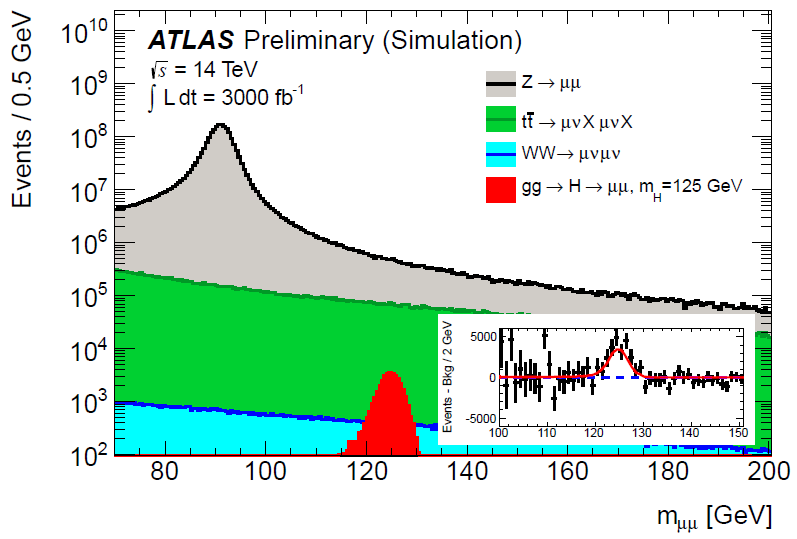 ATLAS Preliminary (Simulation)
√s = 14 TeV
∫ L dt = 3000 fb⁻¹
Z → μμ
tt̄ → μνX μνX
WW → μνμν
gg → H → μμ, m_H=125 GeV
Events / 0.5 GeV
10¹⁰
10⁹
10⁸
10⁷
10⁶
10⁵
10⁴
10³
10²
80 100 120 140 160 180 200
m_μμ [GeV]
Events - Bkg / 2 GeV
5000
0
-5000
100 110 120 130 140 150